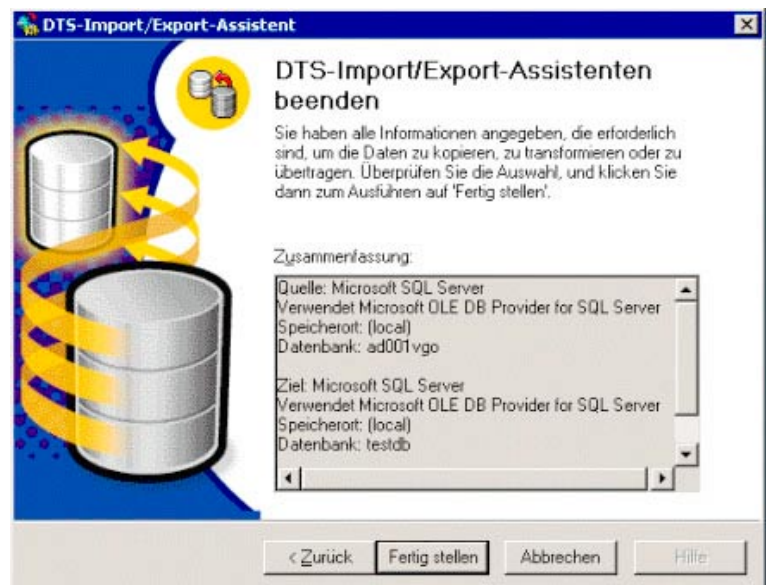 DTS-Import/Export-Assistent
DTS-Import/Export-Assistenten
beenden
Sie haben alle Informationen angegeben, die erforderlich
sind, um die Daten zu kopieren, zu transformieren oder zu
übertragen. Überprüfen Sie die Auswahl, und klicken Sie
dann zum Ausführen auf 'Fertig stellen'.
Zusammenfassung:
Quelle: Microsoft SQL Server
Verwendet Microsoft OLE DB Provider for SQL Server
Speicherort: (local)
Datenbank: ad001vgo
Ziel: Microsoft SQL Server
Verwendet Microsoft OLE DB Provider for SQL Server
Speicherort: (local)
Datenbank: testdb
< Zurück
Fertig stellen
Abbrechen
Hilfe